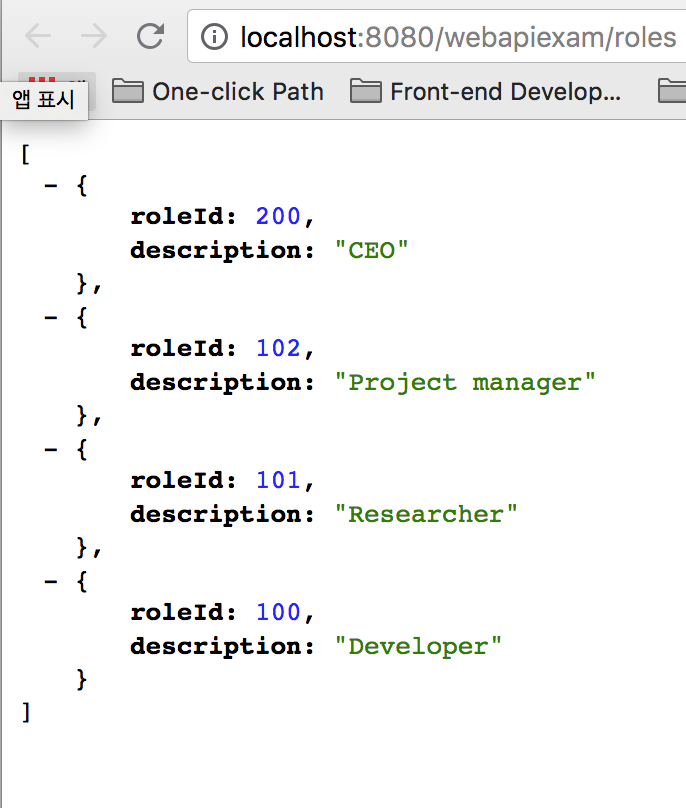 localhost:8080/webapiexam/roles
앱 표시
One-click Path
Front-end Develop...
[
- {
roleId: 200,
description: "CEO"
},
- {
roleId: 102,
description: "Project manager"
},
- {
roleId: 101,
description: "Researcher"
},
- {
roleId: 100,
description: "Developer"
}
]